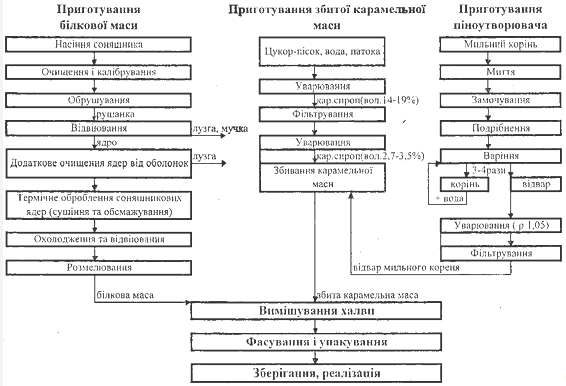 Приготування
білкової маси
Насіння соняшника
Очищення і калібрування
Обрушування
рушанка
Відвіювання
лузга, мучка
ядро
Додаткове очищення ядер від оболонок
лузга
Термічне оброблення соняшникових
ядер (сушіння та обсмажування)
Охолодження та відвіювання
Розмелювання
білкова маса
Приготування збитої карамельної
маси
Цукор-пісок, вода, патока
Уварювання
кар.сироп(вол.14-19%)
Фільтрування
Уварювання
кар.сироп(вол.2,7-3,5%)
Збивання карамельної
маси
збита карамельна маса
Приготування
піноутворювача
Мильний корінь
Миття
Замочування
Подрібнення
Варіння
3-4рази
корінь
відвар
+ вода
Уварювання ( ρ 1,05)
Фільтрування
відвар мильного кореня
Вимішування халви
Фасування і упакування
Зберігання, реалізація